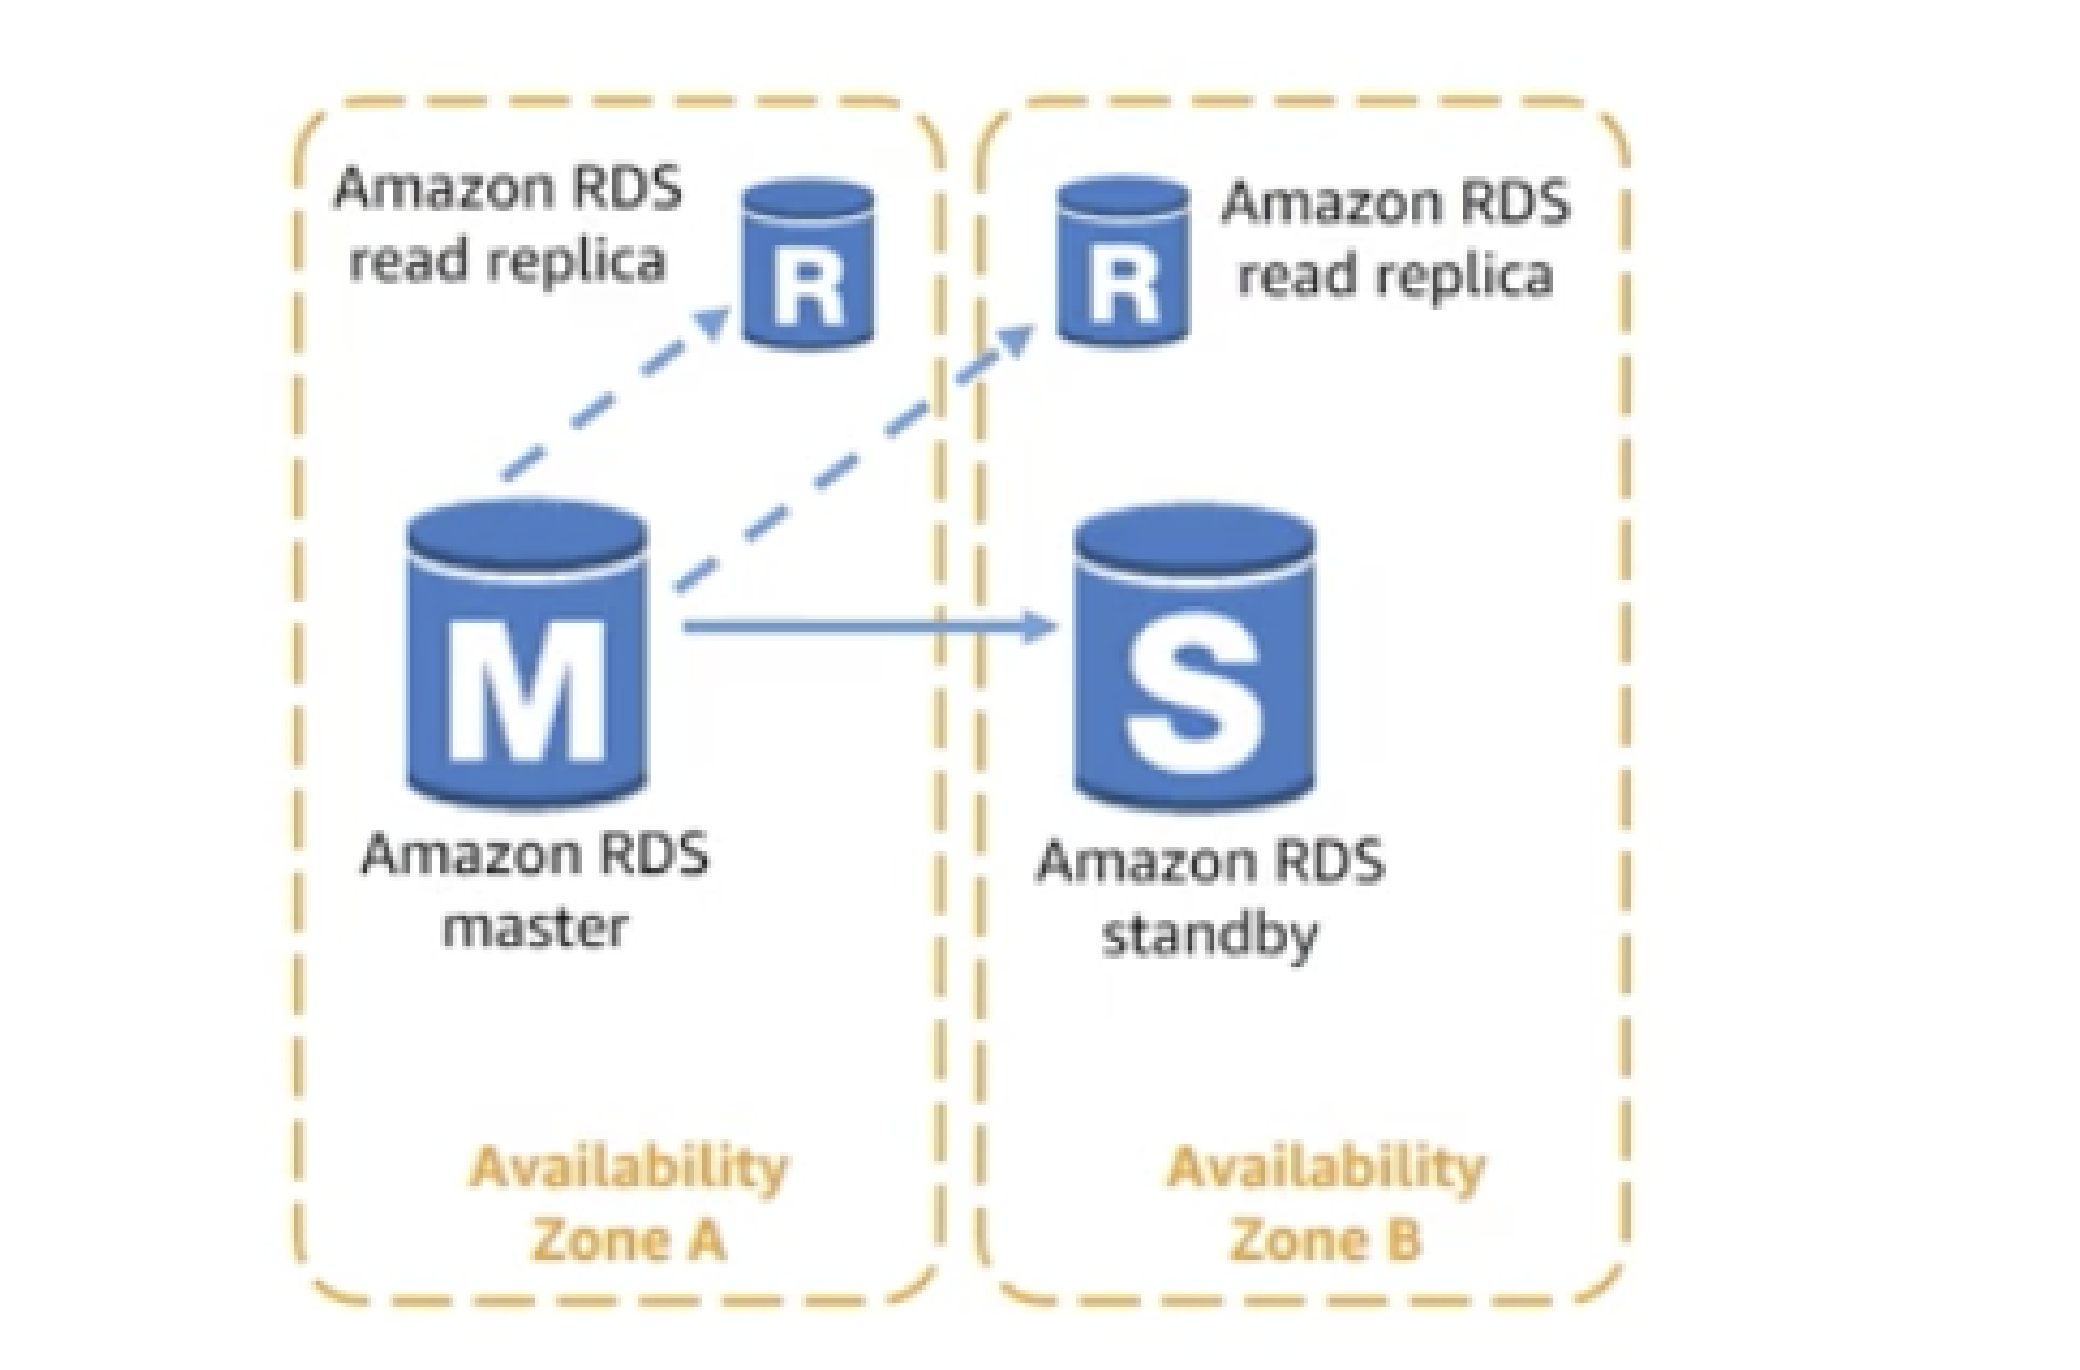 Amazon RDS
read replica
R
R
Amazon RDS
read replica
M
S
Amazon RDS
master
Amazon RDS
standby
Availability
Zone A
Availability
Zone B